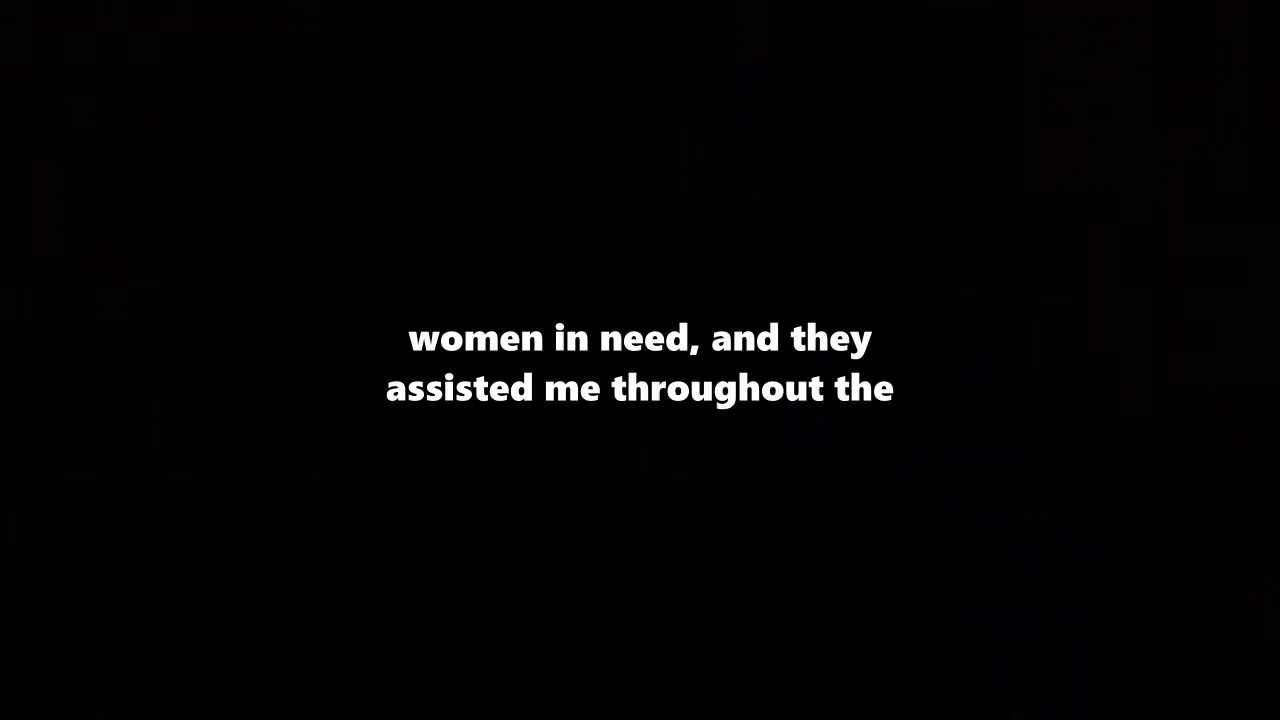 women in need, and they
assisted me throughout the